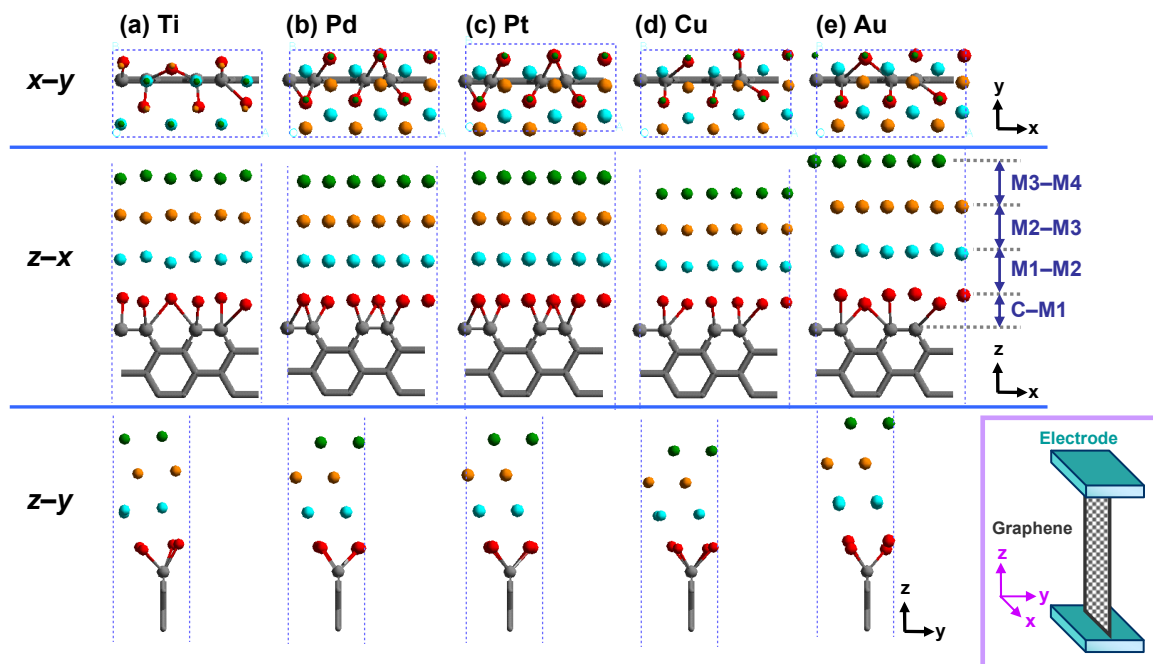 (a) Ti
(b) Pd
(c) Pt
(d) Cu
(e) Au
x–y
y
x
z–x
M3–M4
M2–M3
M1–M2
C–M1
z
x
z–y
z
y
Electrode
Graphene
z
y
x